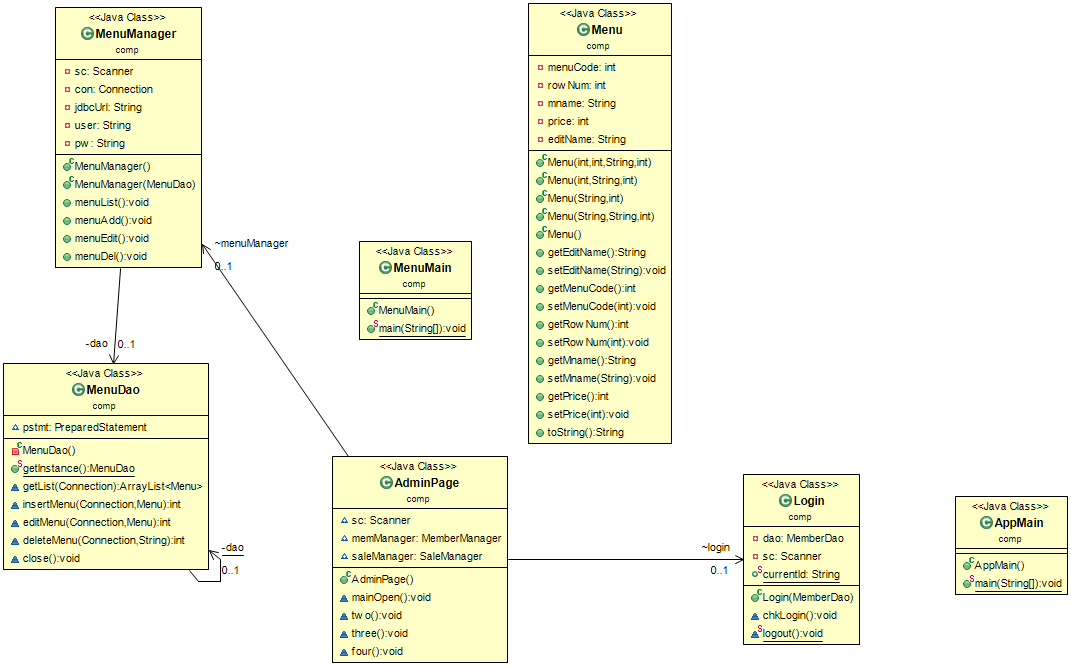 <<Java Class>>
MenuManager
comp
sc: Scanner
con: Connection
jdbcUrl: String
user: String
pw: String
MenuManager()
MenuManager(MenuDao)
menuList():void
menuAdd():void
menuEdit():void
menuDel():void
<<Java Class>>
Menu
comp
menuCode: int
rowNum: int
mname: String
price: int
editName: String
Menu(int,int,String,int)
Menu(int,String,int)
Menu(String,int)
Menu(String,String,int)
Menu()
getEditName():String
setEditName(String):void
getMenuCode():int
setMenuCode(int):void
getRowNum():int
setRowNum(int):void
getMname():String
setMname(String):void
getPrice():int
setPrice(int):void
toString():String
~menuManager
0..1
<<Java Class>>
MenuMain
comp
MenuMain()
main(String[]):void
-dao
0..1
<<Java Class>>
MenuDao
comp
pstmt: PreparedStatement
MenuDao()
getInstance():MenuDao
getList(Connection):ArrayList<Menu>
insertMenu(Connection,Menu):int
editMenu(Connection,Menu):int
deleteMenu(Connection,String):int
close():void
-dao
0..1
<<Java Class>>
AdminPage
comp
sc: Scanner
memManager: MemberManager
saleManager: SaleManager
AdminPage()
mainOpen():void
two():void
three():void
four():void
~login
0..1
<<Java Class>>
Login
comp
dao: MemberDao
sc: Scanner
currentId: String
Login(MemberDao)
chkLogin():void
logout():void
<<Java Class>>
AppMain
comp
AppMain()
main(String[]):void